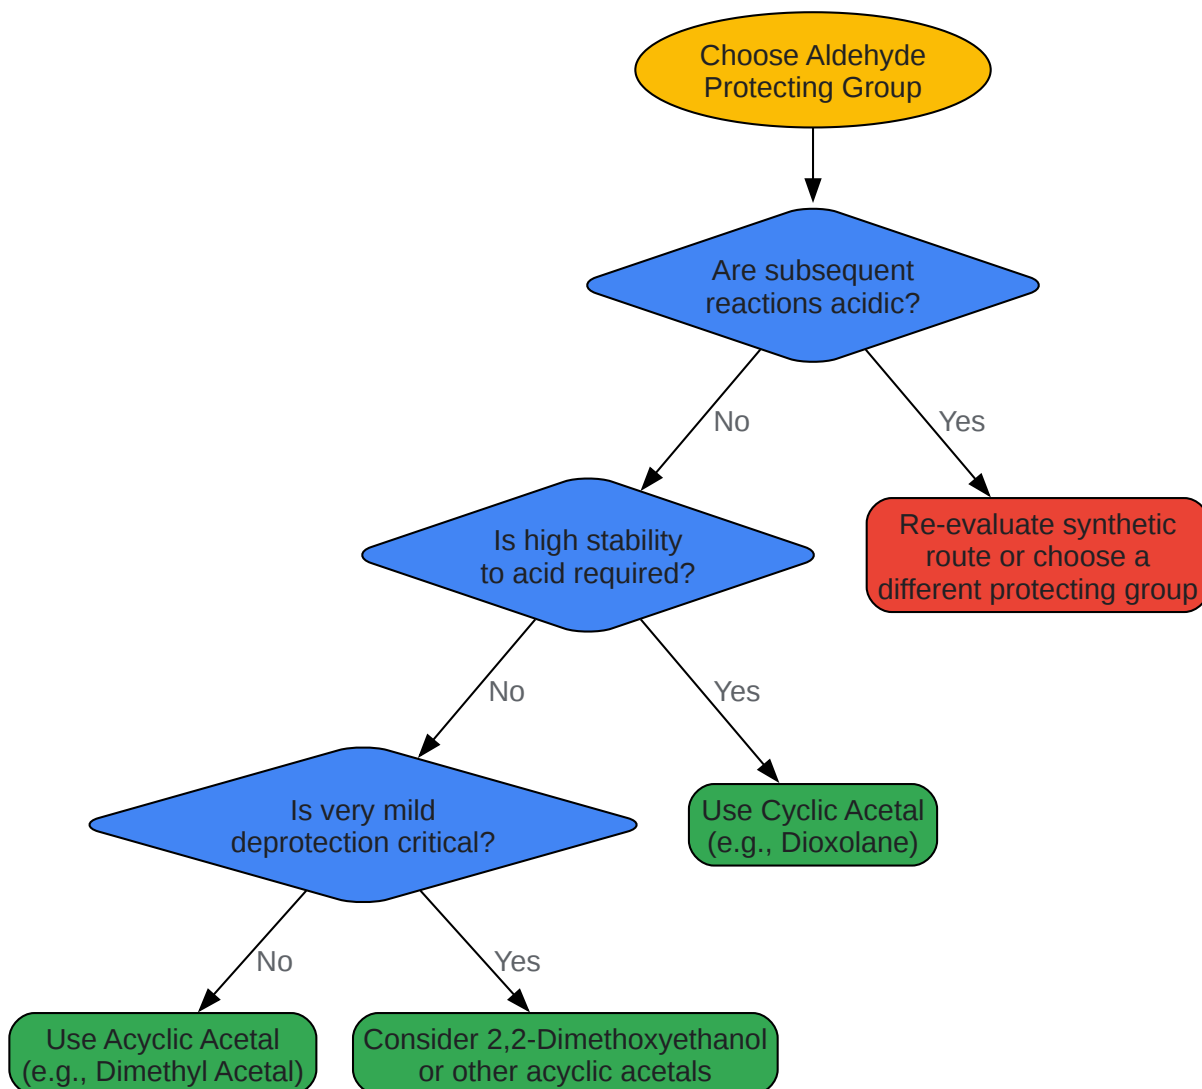 Choose Aldehyde
Protecting Group
Are subsequent
reactions acidic?
No
Yes
Is high stability
to acid required?
Re-evaluate synthetic
route or choose a
different protecting group
No
Yes
Is very mild
deprotection critical?
Use Cyclic Acetal
(e.g., Dioxolane)
No
Yes
Use Acyclic Acetal
(e.g., Dimethyl Acetal)
Consider 2,2-Dimethoxyethanol
or other acyclic acetals